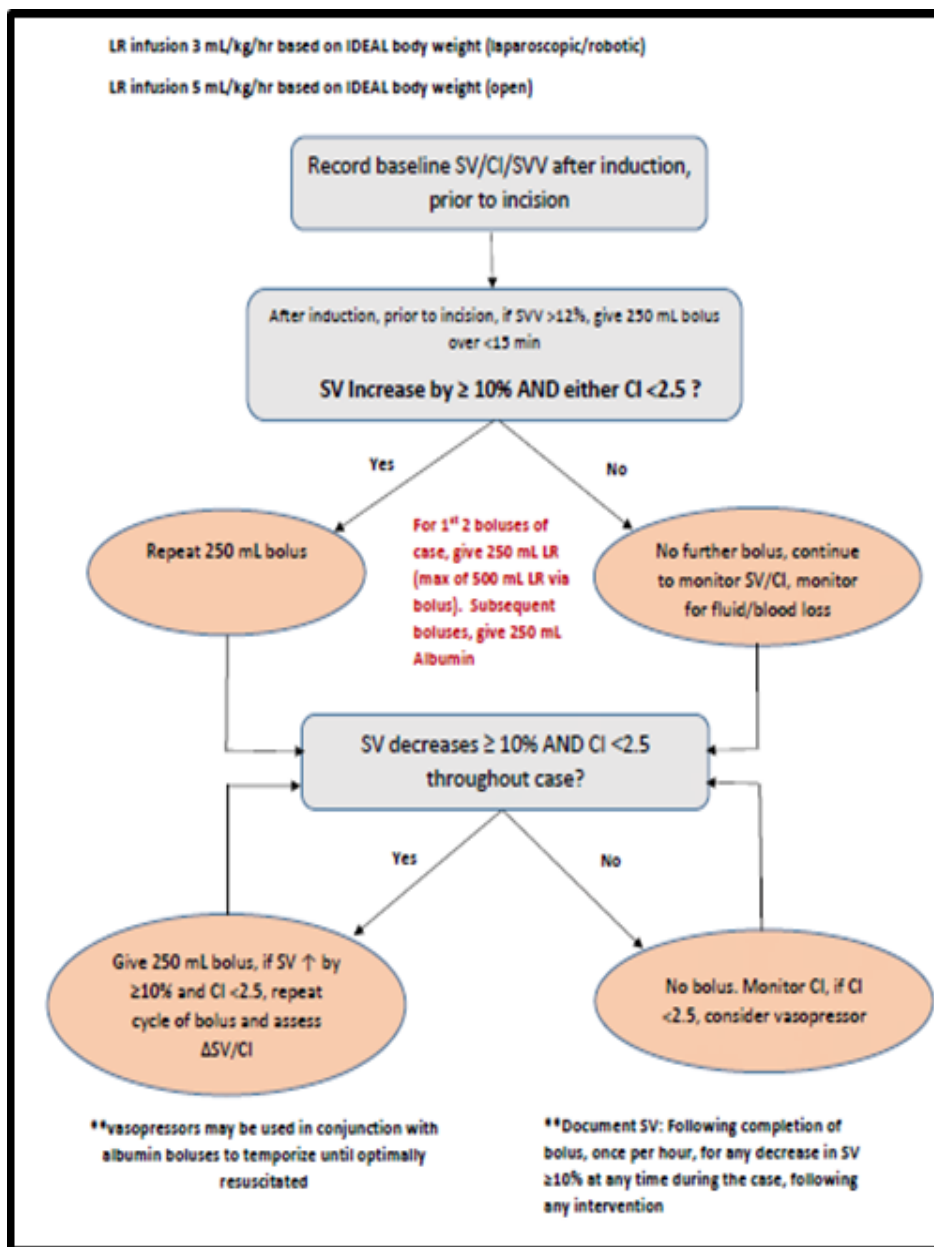 LR infusion 3 mL/kg/hr based on IDEAL body weight (laparoscopic/robotic)
LR infusion 5 mL/kg/hr based on IDEAL body weight (open)
Record baseline SV/CI/SVV after induction,
prior to incision
After induction, prior to incision, if SVV >12%, give 250 mL bolus
over <15 min
SV Increase by ≥ 10% AND either CI <2.5 ?
Yes
No
Repeat 250 mL bolus
For 1st 2 boluses of
case, give 250 mL LR
(max of 500 mL LR via
bolus). Subsequent
boluses, give 250 mL
Albumin
No further bolus, continue
to monitor SV/CI, monitor
for fluid/blood loss
SV decreases ≥ 10% AND CI <2.5
throughout case?
Yes
No
Give 250 mL bolus, if SV ↑ by
≥10% and CI <2.5, repeat
cycle of bolus and assess
ΔSV/CI
No bolus. Monitor CI, if CI
<2.5, consider vasopressor
**vasopressors may be used in conjunction with
albumin boluses to temporize until optimally
resuscitated
**Document SV: Following completion of
bolus, once per hour, for any decrease in SV
≥10% at any time during the case, following
any intervention